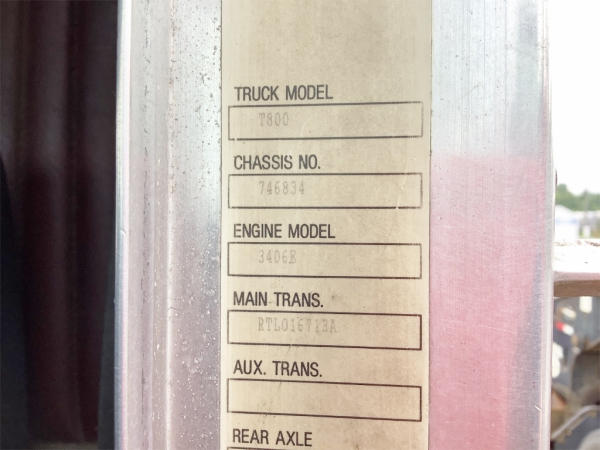 TRUCK MODEL
T800
CHASSIS NO.
746834
ENGINE MODEL
3406E
MAIN TRANS.
RTLO16713A
AUX. TRANS.
REAR AXLE